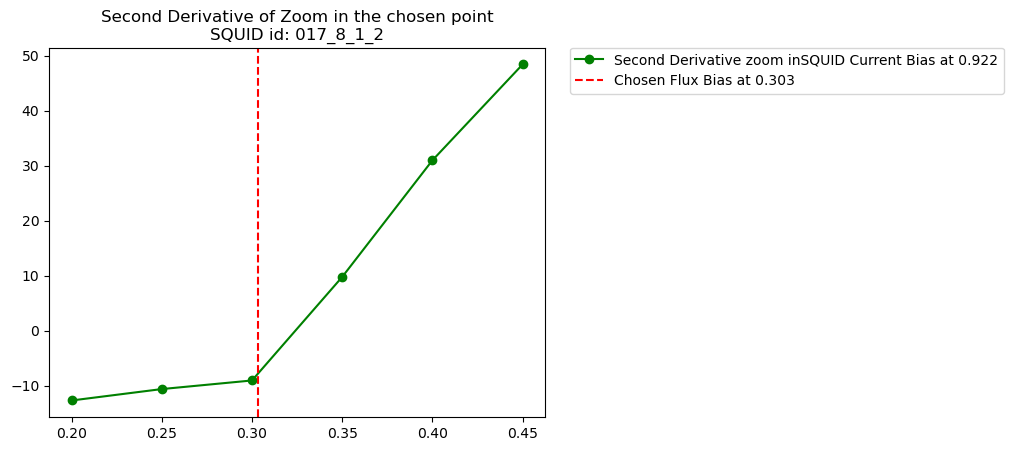 Second Derivative of Zoom in the chosen point
SQUID id: 017_8_1_2
Second Derivative zoom inSQUID Current Bias at 0.922
Chosen Flux Bias at 0.303
50
40
30
20
10
0
−10
0.20 0.25 0.30 0.35 0.40 0.45